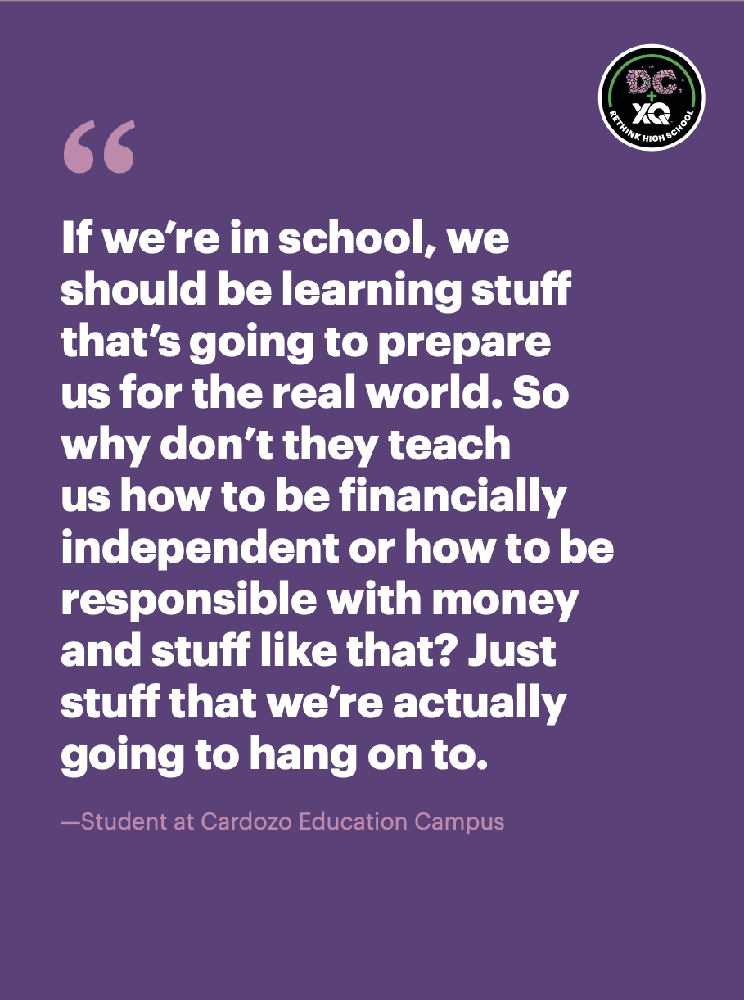 DC
+
XQ
RETHINK HIGH SCHOOL
“
If we’re in school, we
should be learning stuff
that’s going to prepare
us for the real world. So
why don’t they teach
us how to be financially
independent or how to be
responsible with money
and stuff like that? Just
stuff that we’re actually
going to hang on to.
—Student at Cardozo Education Campus